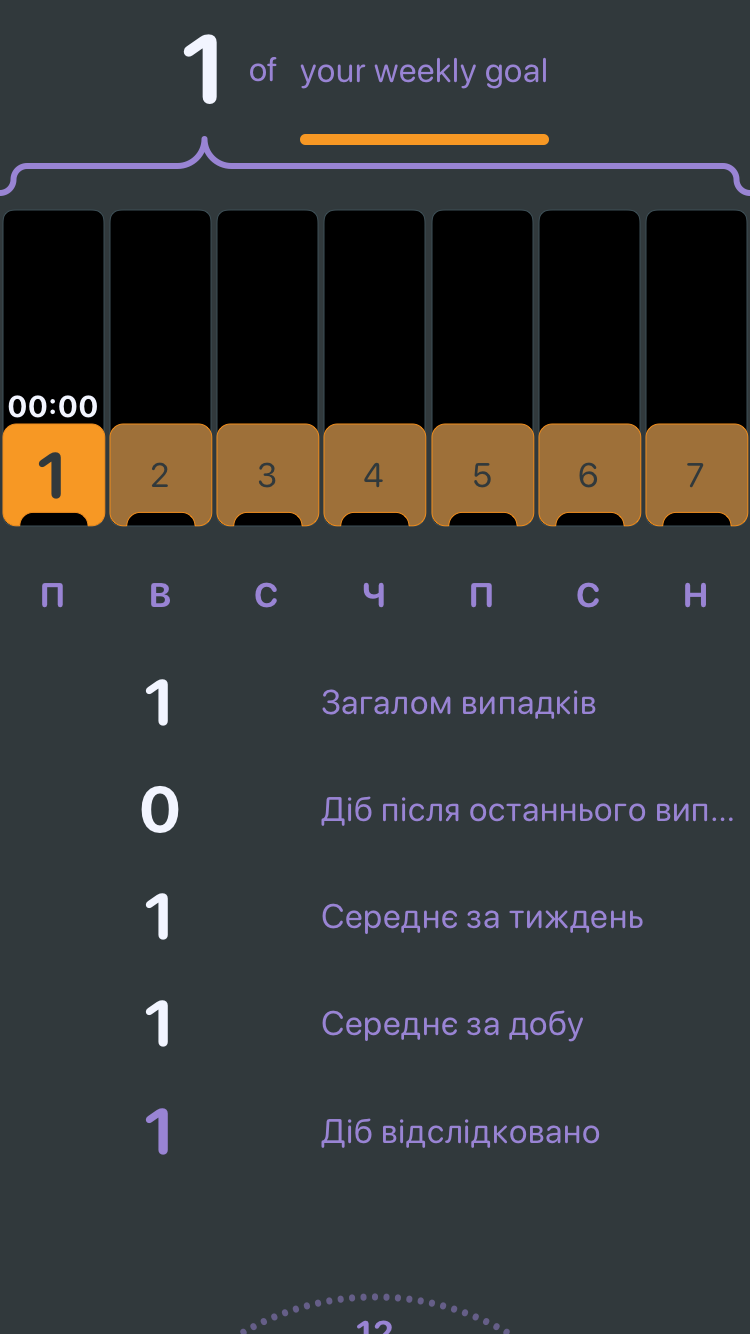 1 of your weekly goal
00:00
1 2 3 4 5 6 7
П В С Ч П С Н
1 Загалом випадків
0 Діб після останнього вип...
1 Середнє за тиждень
1 Середнє за добу
1 Діб відслідковано
12